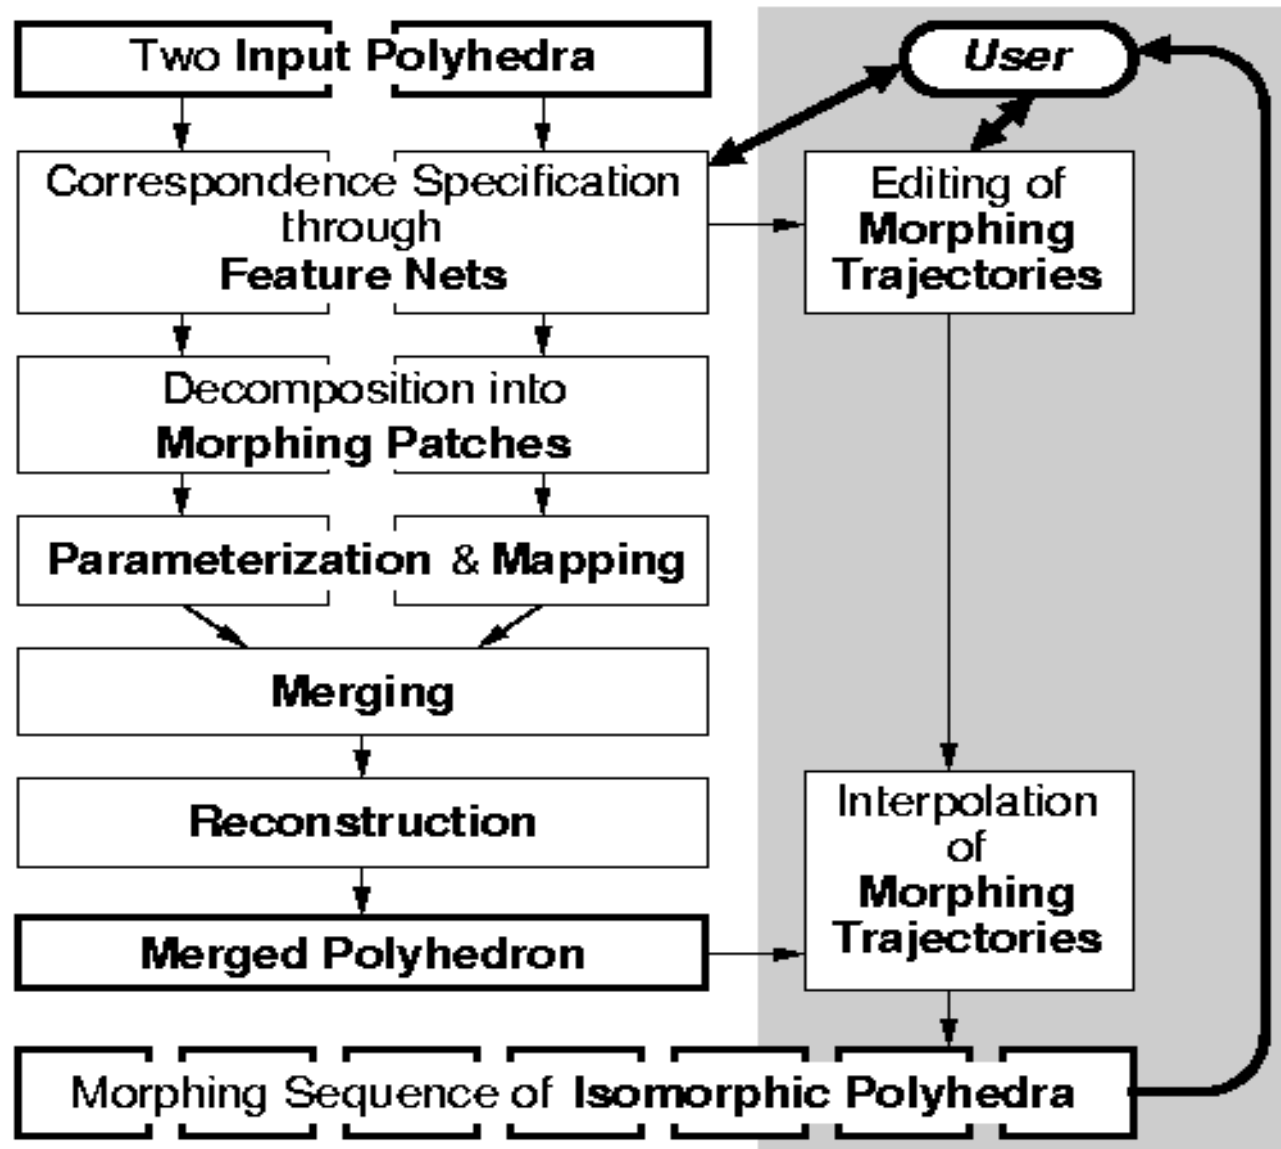 Two Input Polyhedra
User
Correspondence Specification
through
Feature Nets
Editing of
Morphing
Trajectories
Decomposition into
Morphing Patches
Parameterization & Mapping
Merging
Reconstruction
Interpolation
of
Morphing
Trajectories
Merged Polyhedron
Morphing Sequence of Isomorphic Polyhedra